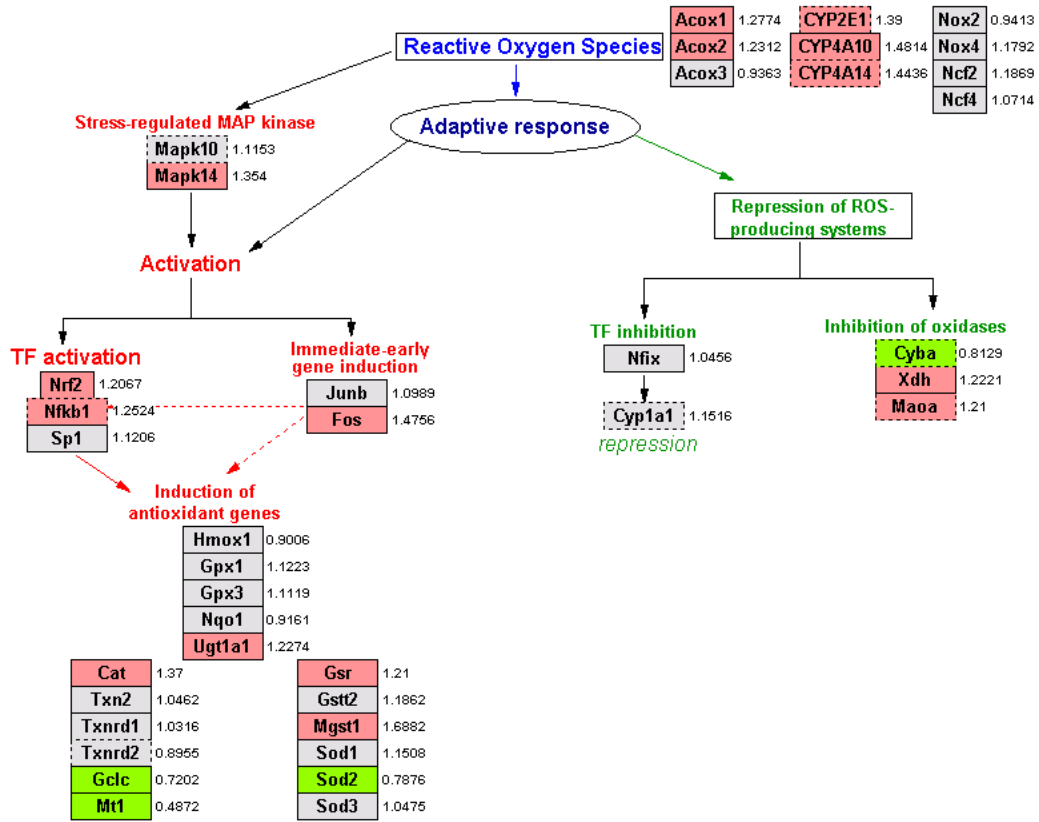 Reactive Oxygen Species
Acox1 1.2774
Acox2 1.2312
Acox3 0.9363
CYP2E1 1.39
CYP4A10 1.4814
CYP4A14 1.4436
Nox2 0.9413
Nox4 1.1792
Ncf2 1.1869
Ncf4 1.0714
Adaptive response
Stress-regulated MAP kinase
Mapk10 1.1153
Mapk14 1.354
Activation
Repression of ROS-
producing systems
TF activation
Nrf2 1.2067
Nfkb1 1.2524
Sp1 1.1206
Immediate-early
gene induction
Junb 1.0989
Fos 1.4756
TF inhibition
Nfix 1.0456
Cyp1a1 1.1516
repression
Inhibition of oxidases
Cyba 0.8129
Xdh 1.2221
Maoa 1.21
Induction of
antioxidant genes
Hmox1 0.9006
Gpx1 1.1223
Gpx3 1.1119
Nqo1 0.9161
Ugt1a1 1.2274
Cat 1.37
Txn2 1.0462
Txnrd1 1.0316
Txnrd2 0.8955
Gclc 0.7202
Mt1 0.4872
Gsr 1.21
Gstt2 1.1862
Mgst1 1.6882
Sod1 1.1508
Sod2 0.7876
Sod3 1.0475